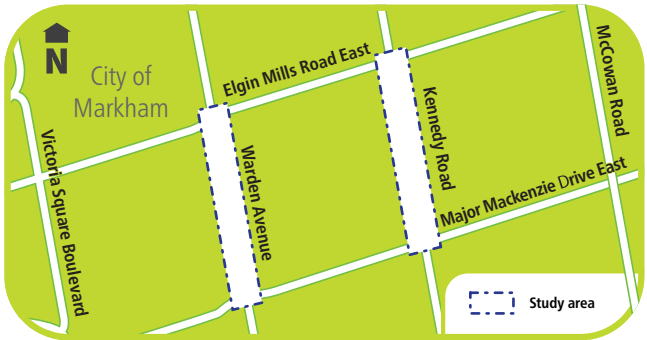 N
City of
Markham
Elgin Mills Road East
McCowan Road
Victoria Square Boulevard
Warden Avenue
Kennedy Road
Major Mackenzie Drive East
Study area